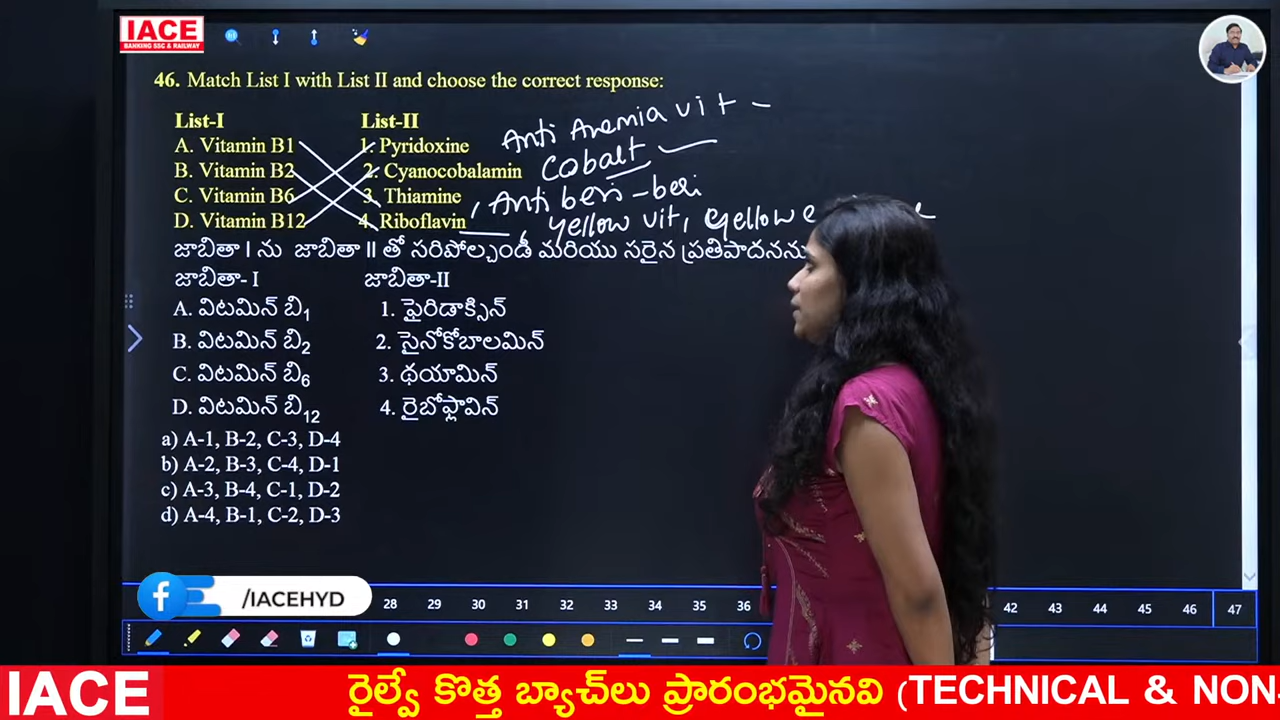 IACE
BANKING SSC & RAILWAY
46. Match List I with List II and choose the correct response:
List-I List-II
A. Vitamin B1 1. Pyridoxine
B. Vitamin B2 2. Cyanocobalamin
C. Vitamin B6 3. Thiamine
D. Vitamin B12 4. Riboflavin
Anti Anemia vit -
Cobalt
, Anti beri-beri
, yellow vit, yellow e
జాబితా I ను జాబితా II తో సరిపోల్చండి మరియు సరైన ప్రతిపాదనను
జాబితా- I జాబితా-II
A. విటమిన్ బి1 1. ఫైరిడాక్సిన్
B. విటమిన్ బి2 2. సైనోకోబాలమిన్
C. విటమిన్ బి6 3. థయామిన్
D. విటమిన్ బి12 4. రైబోఫ్లావిన్
a) A-1, B-2, C-3, D-4
b) A-2, B-3, C-4, D-1
c) A-3, B-4, C-1, D-2
d) A-4, B-1, C-2, D-3
f /IACEHYD 28 29 30 31 32 33 34 35 36 42 43 44 45 46 47
IACE రైల్వే కొత్త బ్యాచ్‌లు ప్రారంభమైనవి (TECHNICAL & NON-